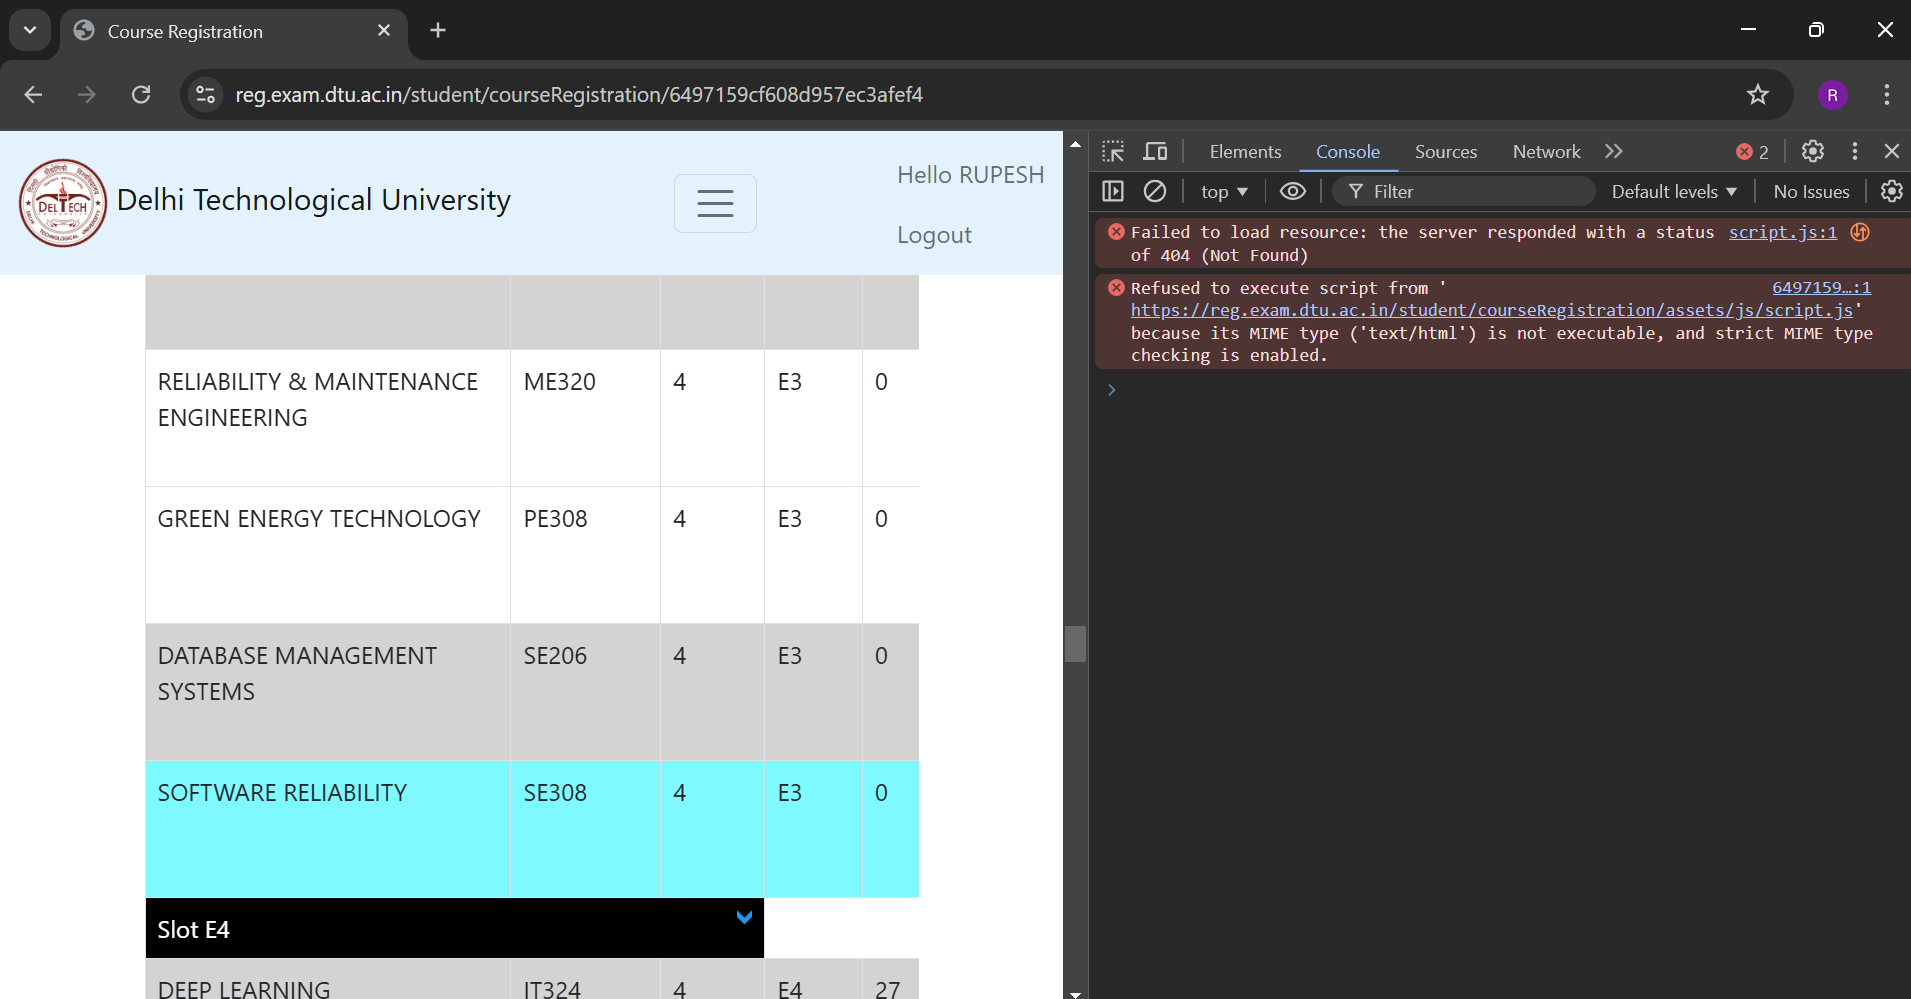 Course Registration
reg.exam.dtu.ac.in/student/courseRegistration/6497159cf608d957ec3afef4
R
DELTECH
Delhi Technological University
Hello RUPESH
Logout
RELIABILITY & MAINTENANCE
ENGINEERING
ME320
4
E3
0
GREEN ENERGY TECHNOLOGY
PE308
4
E3
0
DATABASE MANAGEMENT
SYSTEMS
SE206
4
E3
0
SOFTWARE RELIABILITY
SE308
4
E3
0
Slot E4
DEEP LEARNING
IT324
4
E4
27
Elements
Console
Sources
Network
2
top
Filter
Default levels
No Issues
Failed to load resource: the server responded with a status script.js:1
of 404 (Not Found)
Refused to execute script from ' 6497159…:1
https://reg.exam.dtu.ac.in/student/courseRegistration/assets/js/script.js'
because its MIME type ('text/html') is not executable, and strict MIME type
checking is enabled.